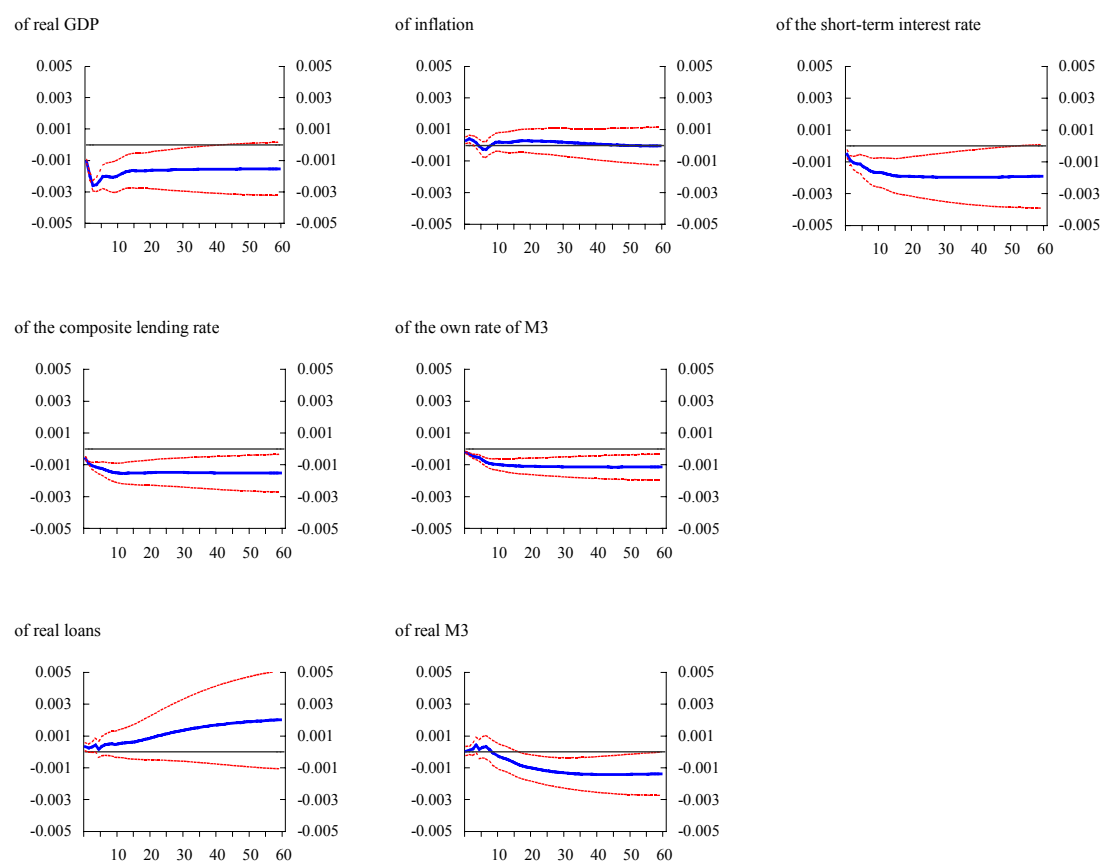 of real GDP
of inflation
of the short-term interest rate
0.005 0.005 0.005 0.005 0.005 0.005
0.003 0.003 0.003 0.003 0.003 0.003
0.001 0.001 0.001 0.001 0.001 0.001
-0.001 -0.001 -0.001 -0.001 -0.001 -0.001
-0.003 -0.003 -0.003 -0.003 -0.003 -0.003
-0.005 -0.005 -0.005 -0.005 -0.005 -0.005
10 20 30 40 50 60 10 20 30 40 50 60 10 20 30 40 50 60
of the composite lending rate
of the own rate of M3
0.005 0.005 0.005 0.005
0.003 0.003 0.003 0.003
0.001 0.001 0.001 0.001
-0.001 -0.001 -0.001 -0.001
-0.003 -0.003 -0.003 -0.003
-0.005 -0.005 -0.005 -0.005
10 20 30 40 50 60 10 20 30 40 50 60
of real loans
of real M3
0.005 0.005 0.005 0.005
0.003 0.003 0.003 0.003
0.001 0.001 0.001 0.001
-0.001 -0.001 -0.001 -0.001
-0.003 -0.003 -0.003 -0.003
-0.005 -0.005 -0.005 -0.005
10 20 30 40 50 60 10 20 30 40 50 60